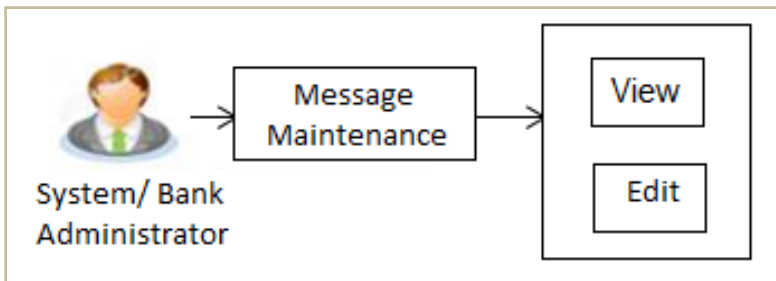 Message
Maintenance
View
Edit
System/ Bank
Administrator